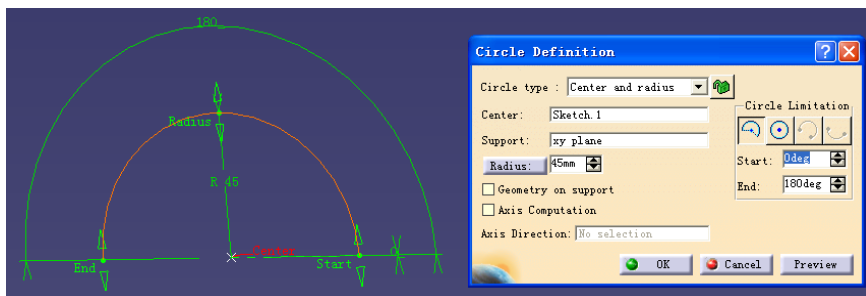 180
Radius
R 45
Center
End
Start
Circle Definition
Circle type : Center and radius
Center: Sketch.1
Support: xy plane
Radius: 45mm
Geometry on support
Axis Computation
Axis Direction: No selection
Circle Limitation
Start: 0deg
End: 180deg
OK Cancel Preview